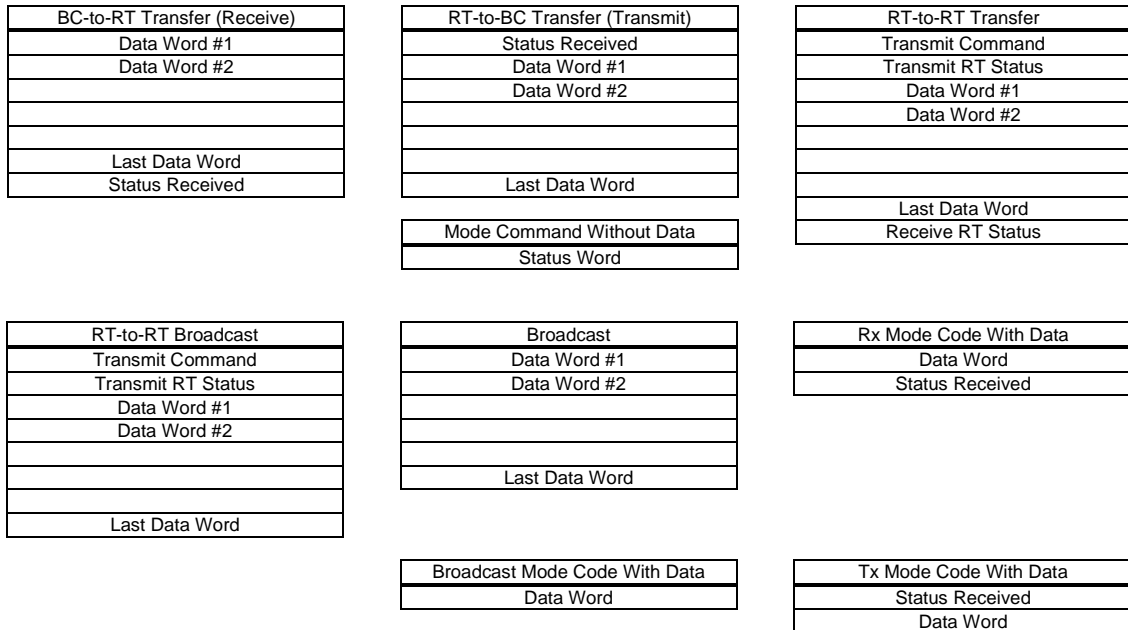 BC-to-RT Transfer (Receive)
Data Word #1
Data Word #2
Last Data Word
Status Received
RT-to-BC Transfer (Transmit)
Status Received
Data Word #1
Data Word #2
Last Data Word
Mode Command Without Data
Status Word
RT-to-RT Transfer
Transmit Command
Transmit RT Status
Data Word #1
Data Word #2
Last Data Word
Receive RT Status
RT-to-RT Broadcast
Transmit Command
Transmit RT Status
Data Word #1
Data Word #2
Last Data Word
Broadcast
Data Word #1
Data Word #2
Last Data Word
Rx Mode Code With Data
Data Word
Status Received
Broadcast Mode Code With Data
Data Word
Tx Mode Code With Data
Status Received
Data Word